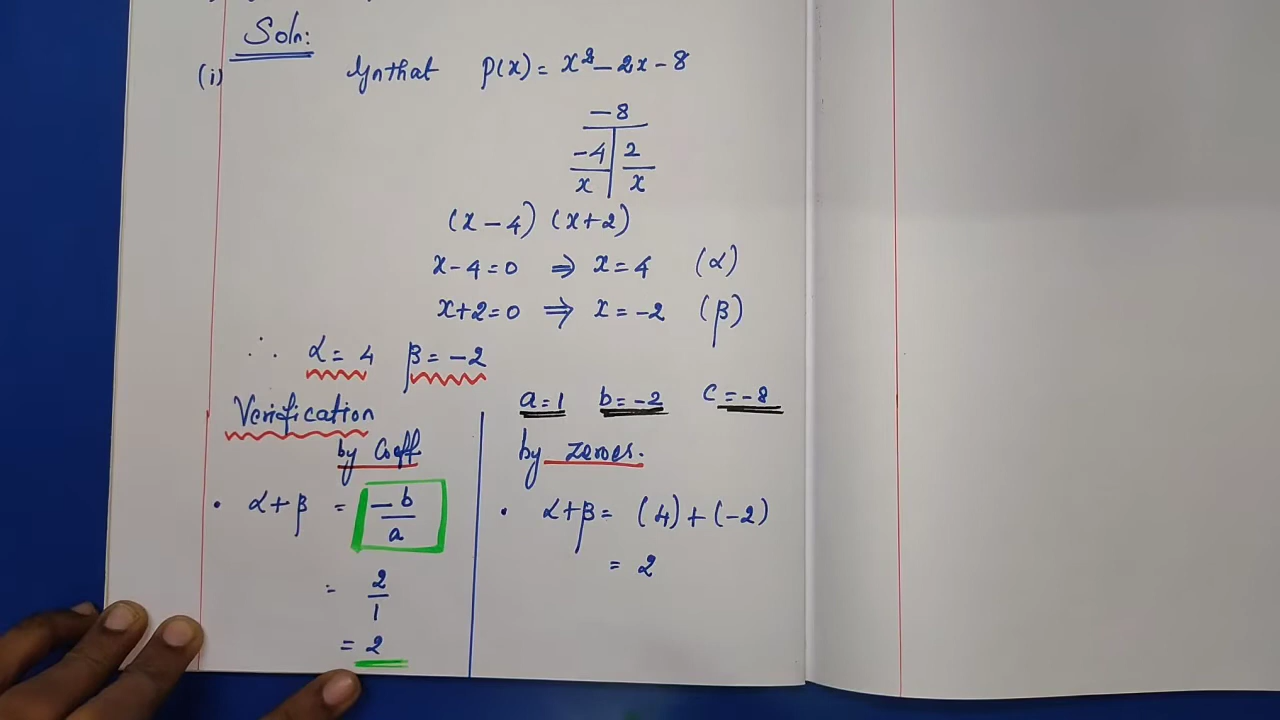 Soln:
(i) Gn that P(x) = x² - 2x - 8
-8
-4 | 2
x | x
(x - 4) (x + 2)
x - 4 = 0 ⇒ x = 4 (α)
x + 2 = 0 ⇒ x = -2 (β)
∴ α = 4 β = -2
a = 1 b = -2 c = -8
Verification
by Coeff
• α + β = -b/a
= 2/1
= 2
by zeroes.
• α + β = (4) + (-2)
= 2